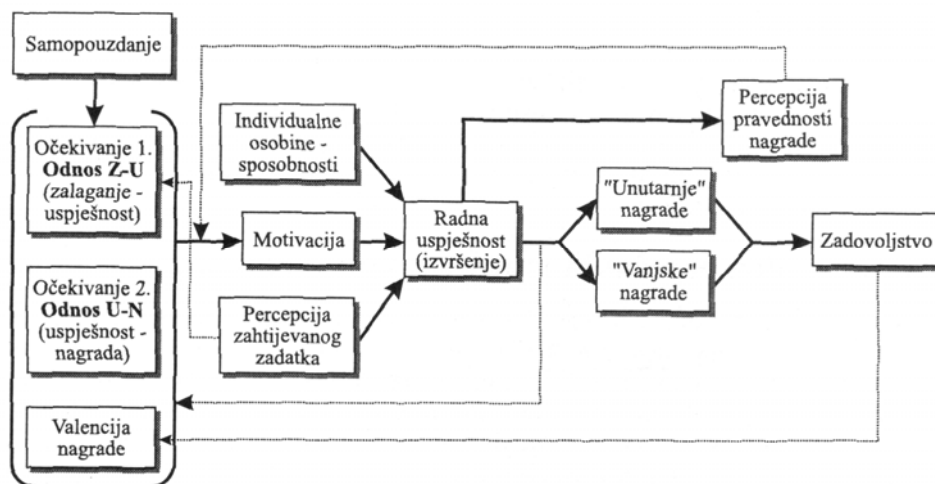 Samopouzdanje
Očekivanje 1.
Odnos Z-U
(zalaganje -
uspješnost)
Očekivanje 2.
Odnos U-N
(uspješnost -
nagrada)
Valencija
nagrade
Individualne
osobine -
sposobnosti
Motivacija
Percepcija
zahtijevanog
zadatka
Radna
uspješnost
(izvršenje)
Percepcija
pravednosti
nagrade
"Unutarnje"
nagrade
"Vanjske"
nagrade
Zadovoljstvo